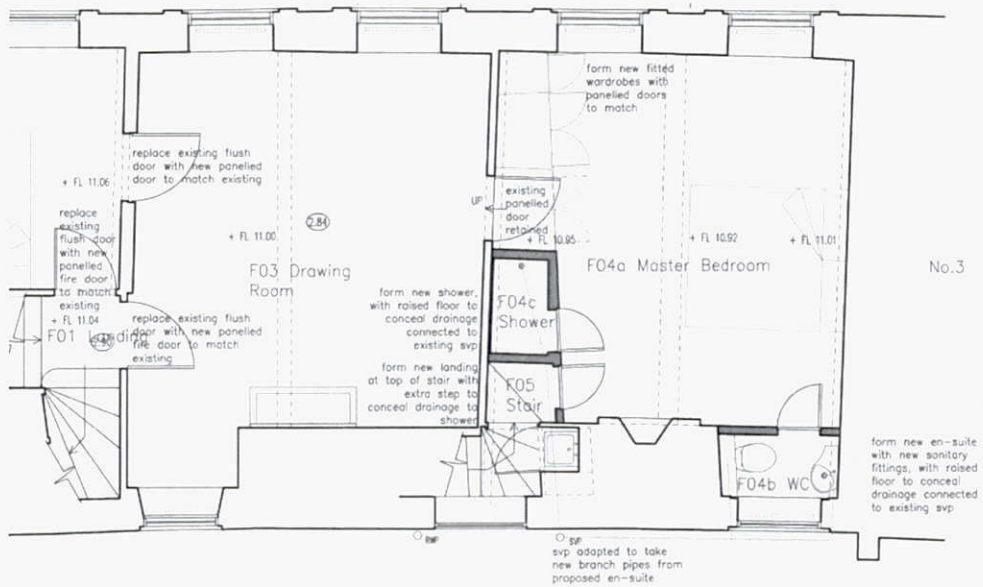 form new fitted
wardrobes with
panelled doors
to match
replace existing flush
door with new panelled
door to match existing
+ FL 11.06
replace
existing
flush door
with new
panelled
fire door
to match
existing
+ FL 11.04
F01 Landing
2.90
replace existing flush
door with new panelled
fire door to match
existing
2.84
+ FL 11.00
F03 Drawing
Room
UP
existing
panelled
door
retained
+ FL 10.95
+ FL 10.92
+ FL 11.01
F04a Master Bedroom
No.3
form new shower,
with raised floor to
conceal drainage
connected to
existing svp
F04c
Shower
form new landing
at top of stair with
extra step to
conceal drainage to
shower
F05
Stair
F04b WC
form new en-suite
with new sanitary
fittings, with raised
floor to conceal
drainage connected
to existing svp
RWP
SVP
svp adapted to take
new branch pipes from
proposed en-suite